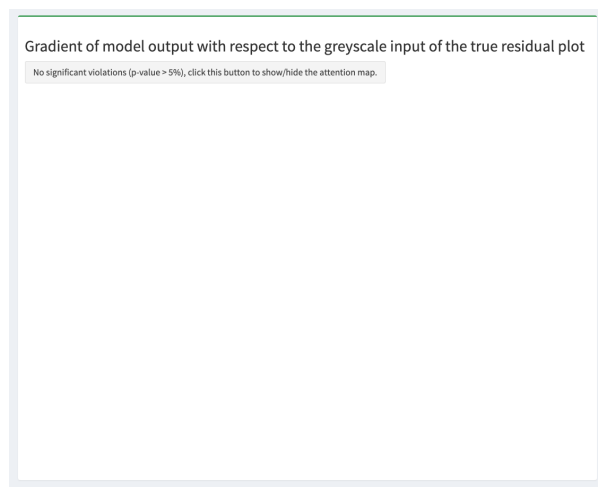 Gradient of model output with respect to the greyscale input of the true residual plot
No significant violations (p-value > 5%), click this button to show/hide the attention map.